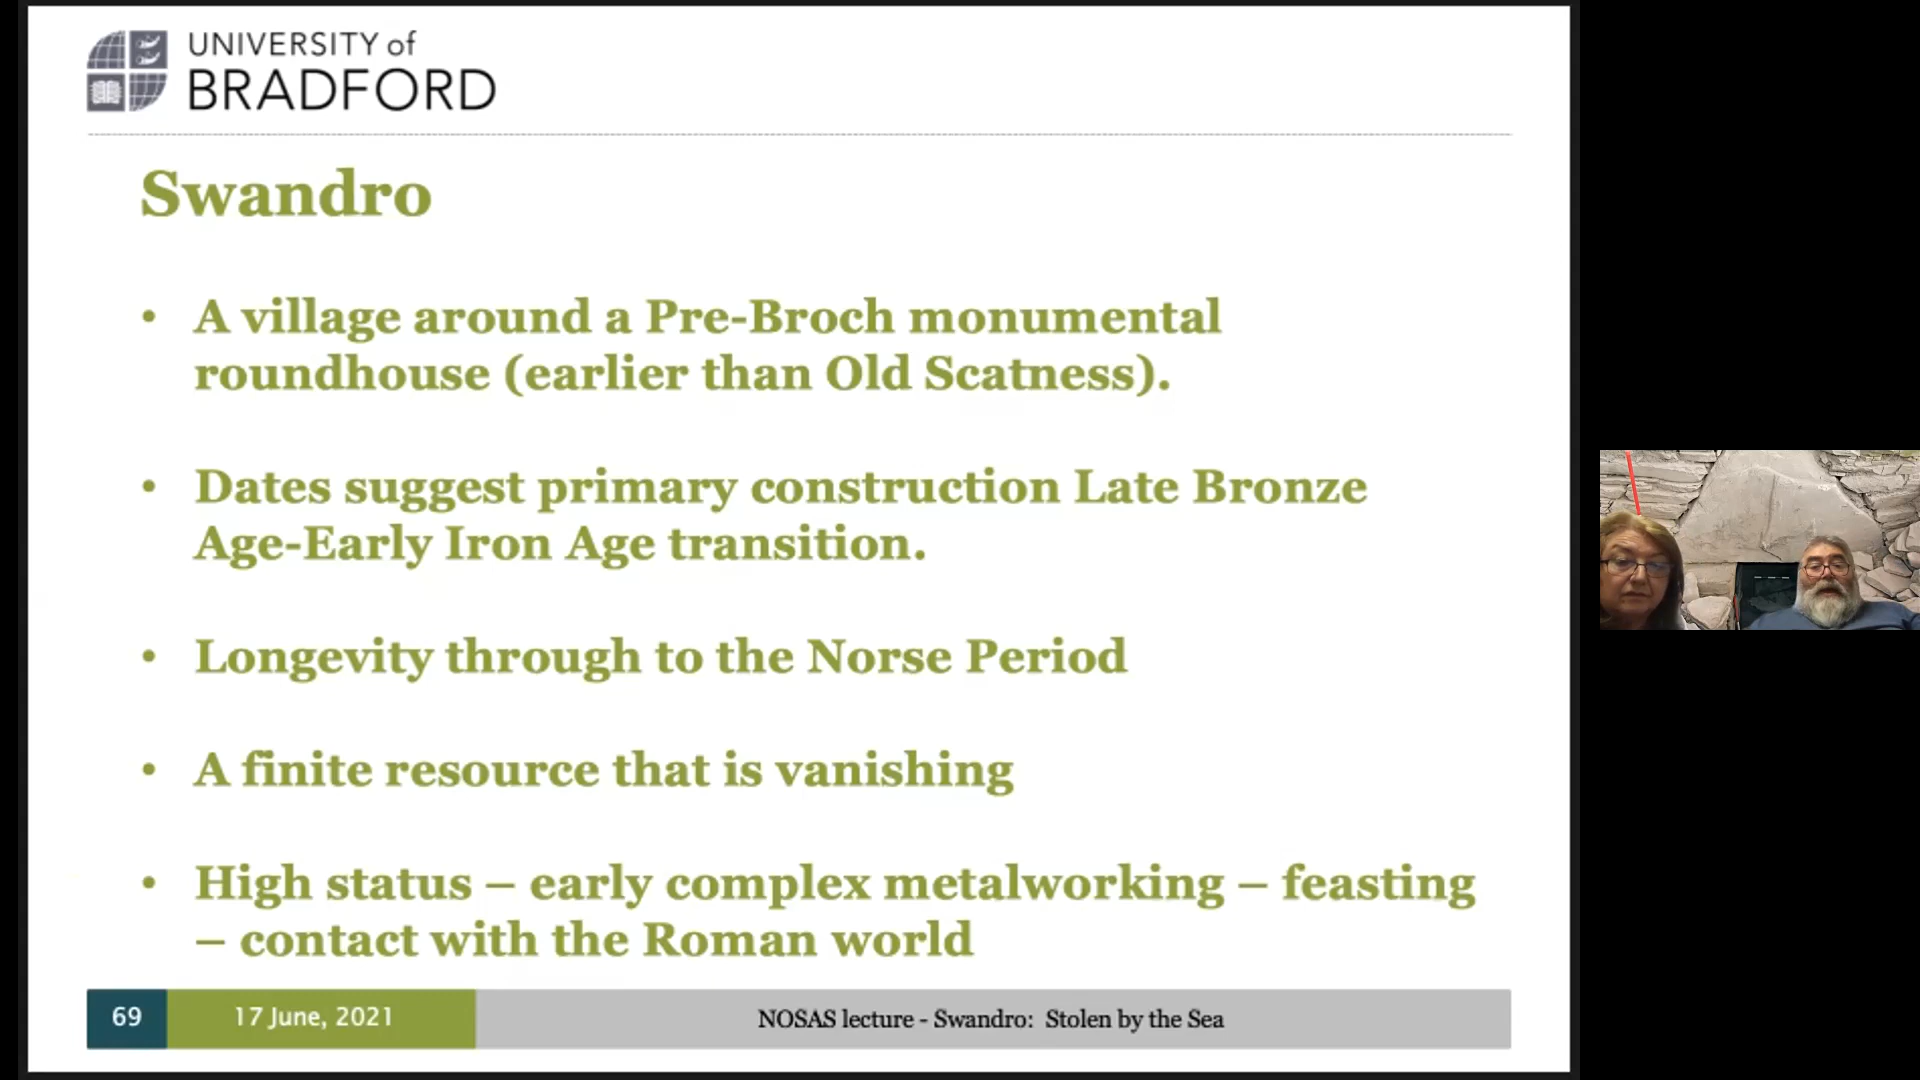 UNIVERSITY of
BRADFORD
Swandro
• A village around a Pre-Broch monumental
roundhouse (earlier than Old Scatness).
• Dates suggest primary construction Late Bronze
Age-Early Iron Age transition.
• Longevity through to the Norse Period
• A finite resource that is vanishing
• High status – early complex metalworking – feasting
– contact with the Roman world
69
17 June, 2021
NOSAS lecture - Swandro: Stolen by the Sea